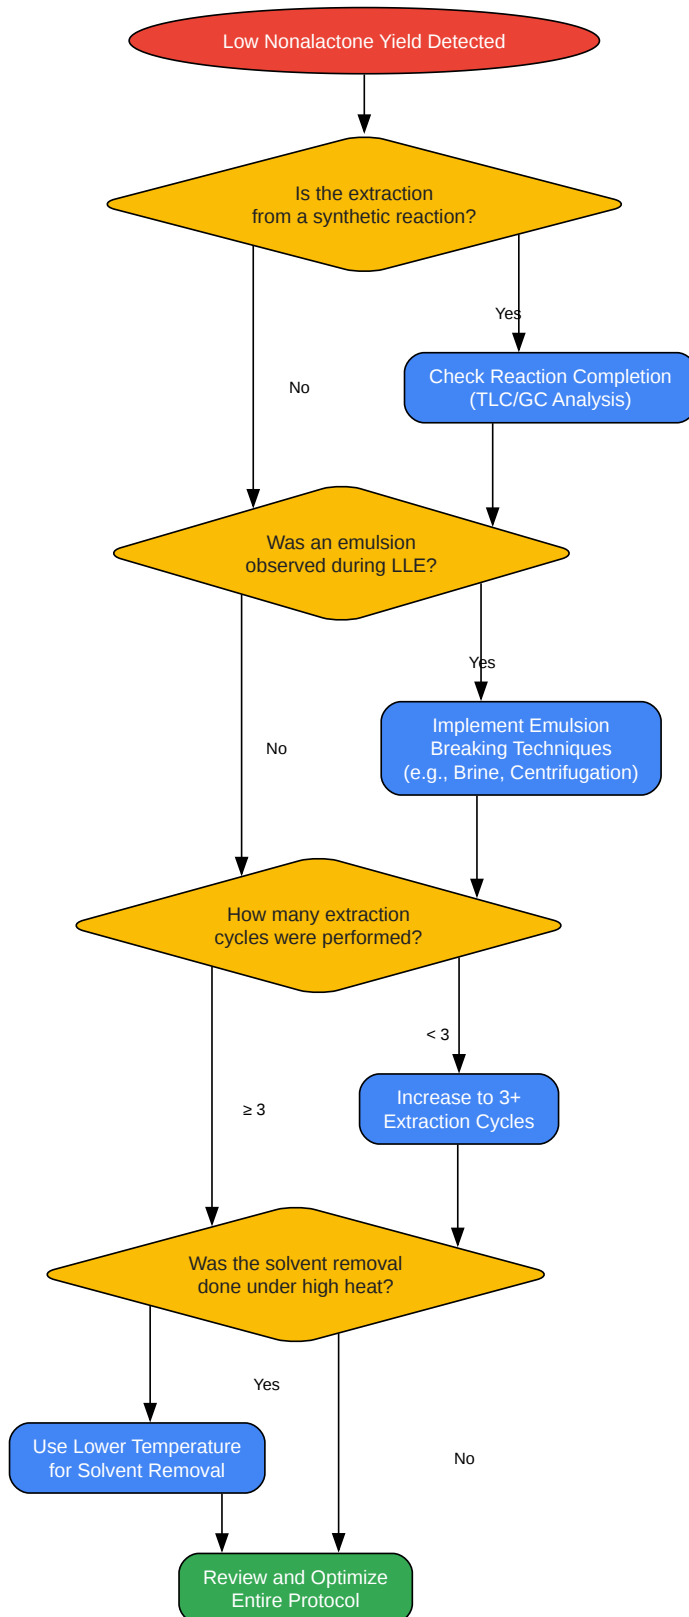 Low Nonalactone Yield Detected
Is the extraction
from a synthetic reaction?
Yes
Check Reaction Completion
(TLC/GC Analysis)
No
Was an emulsion
observed during LLE?
Yes
Implement Emulsion
Breaking Techniques
(e.g., Brine, Centrifugation)
No
How many extraction
cycles were performed?
< 3
Increase to 3+
Extraction Cycles
≥ 3
Was the solvent removal
done under high heat?
Yes
Use Lower Temperature
for Solvent Removal
No
Review and Optimize
Entire Protocol